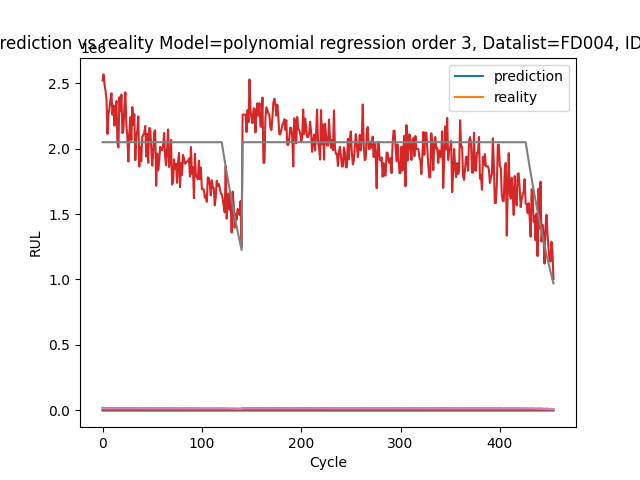 rediction vs reality Model=polynomial regression order 3, Datalist=FD004, ID
1e6
prediction
reality
2.5
2.0
1.5
1.0
0.5
0.0
RUL
0 100 200 300 400
Cycle